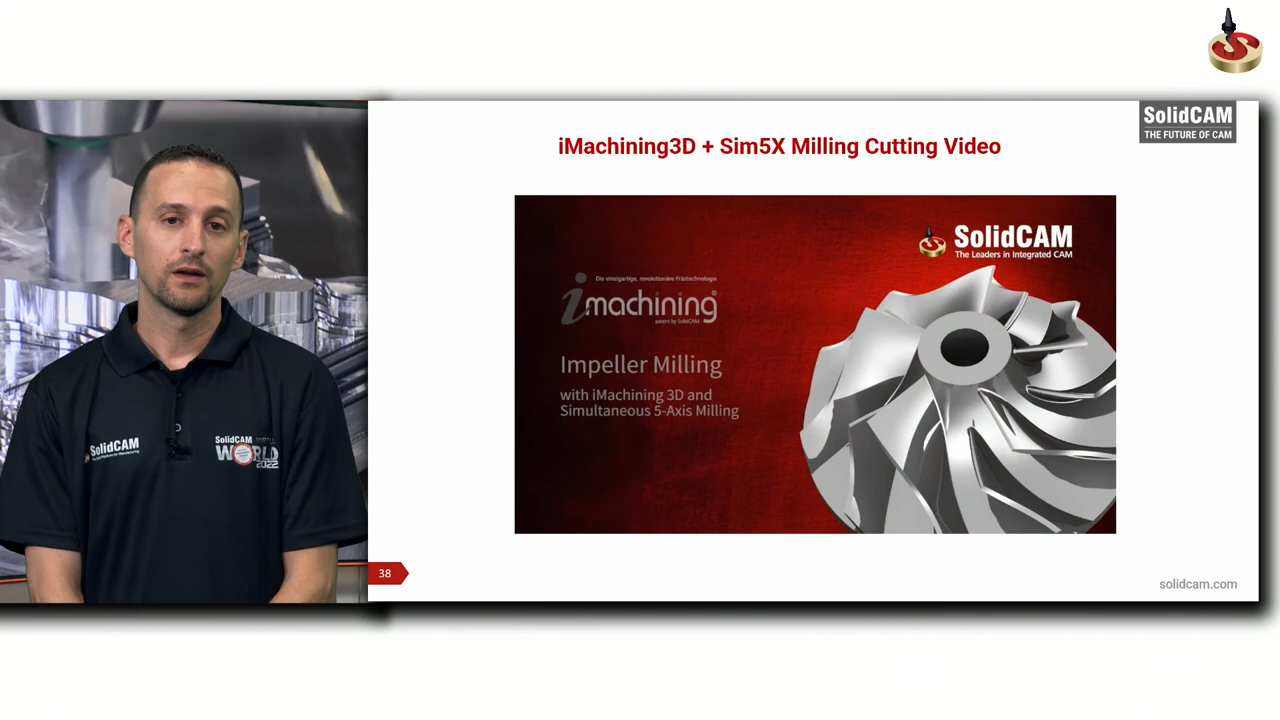 SolidCAM
THE FUTURE OF CAM
iMachining3D + Sim5X Milling Cutting Video
SolidCAM
The Leaders in Integrated CAM
Die einzigartige, revolutionäre Frästechnologie
imachining
patent by SolidCAM
Impeller Milling
with iMachining 3D and
Simultaneous 5-Axis Milling
SolidCAM
SolidCAM
WORLD
2022
38
solidcam.com